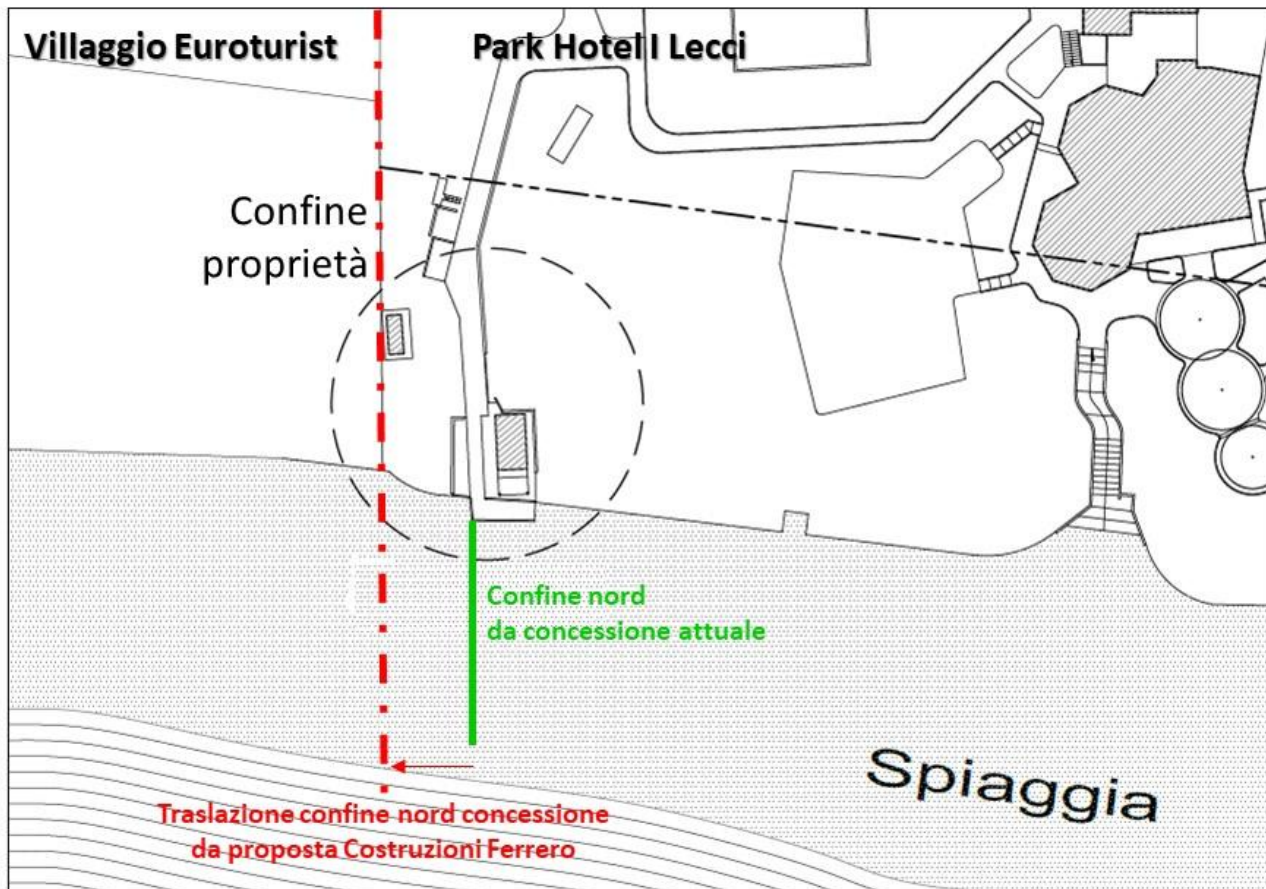 Villaggio Euroturist
Park Hotel I Lecci
Confine
proprietà
Confine nord
da concessione attuale
Spiaggia
Traslazione confine nord concessione
da proposta Costruzioni Ferrero